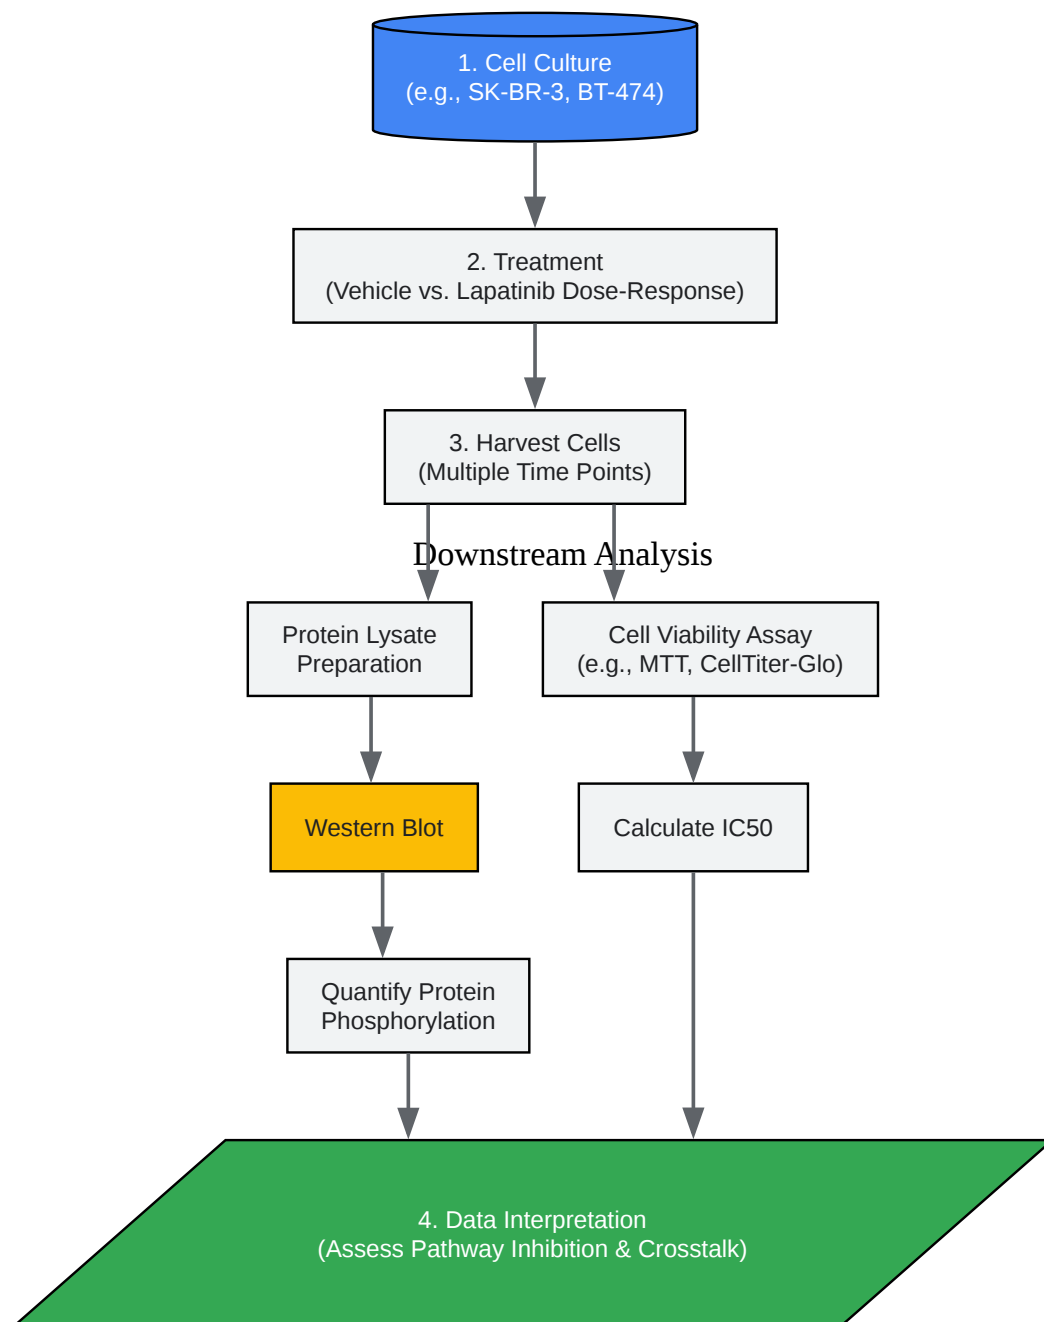 1. Cell Culture
(e.g., SK-BR-3, BT-474)
2. Treatment
(Vehicle vs. Lapatinib Dose-Response)
3. Harvest Cells
(Multiple Time Points)
Downstream Analysis
Protein Lysate
Preparation
Cell Viability Assay
(e.g., MTT, CellTiter-Glo)
Western Blot
Calculate IC50
Quantify Protein
Phosphorylation
4. Data Interpretation
(Assess Pathway Inhibition & Crosstalk)